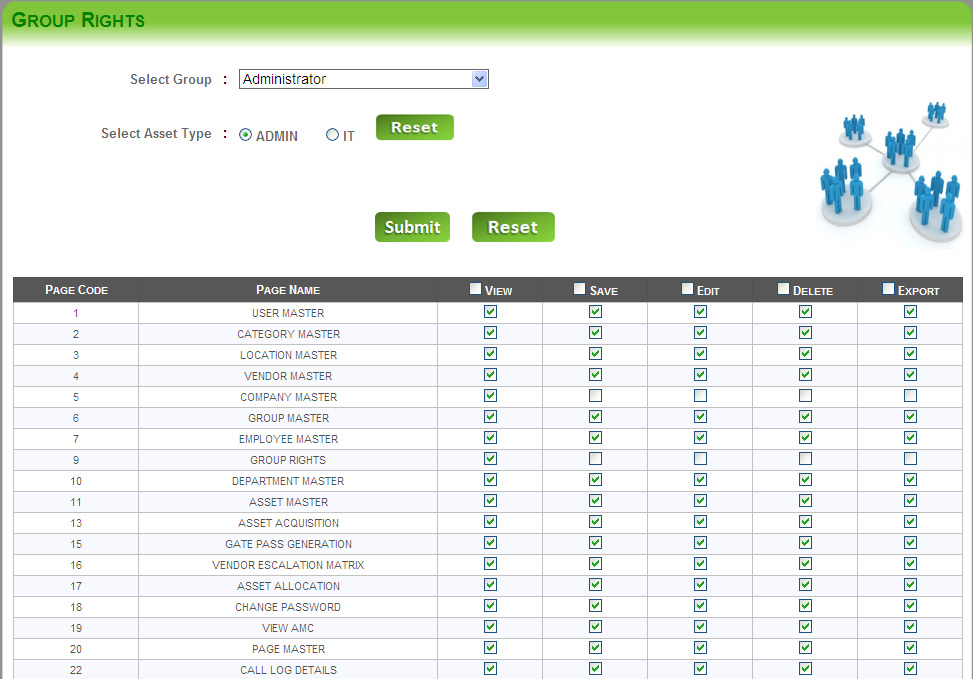 GROUP RIGHTS
Select Group : Administrator
Select Asset Type : ADMIN IT Reset
Submit Reset
PAGE CODE PAGE NAME VIEW SAVE EDIT DELETE EXPORT
1 USER MASTER
2 CATEGORY MASTER
3 LOCATION MASTER
4 VENDOR MASTER
5 COMPANY MASTER
6 GROUP MASTER
7 EMPLOYEE MASTER
9 GROUP RIGHTS
10 DEPARTMENT MASTER
11 ASSET MASTER
13 ASSET ACQUISITION
15 GATE PASS GENERATION
16 VENDOR ESCALATION MATRIX
17 ASSET ALLOCATION
18 CHANGE PASSWORD
19 VIEW AMC
20 PAGE MASTER
22 CALL LOG DETAILS